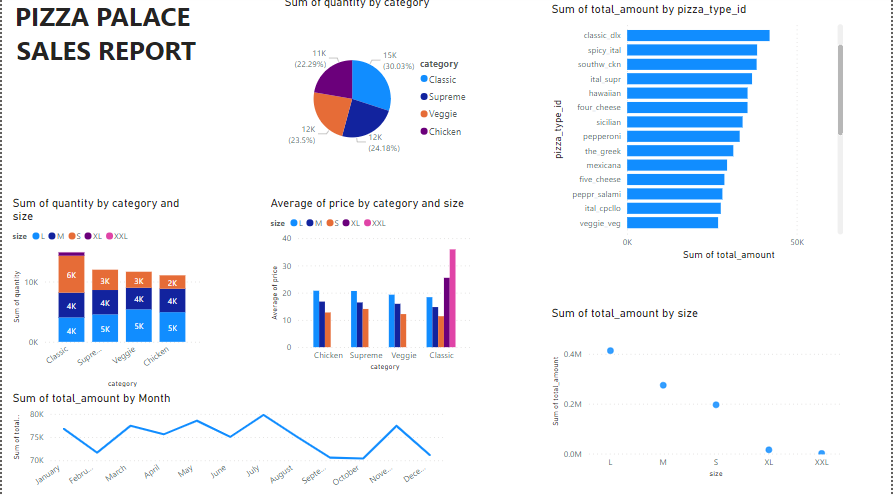 PIZZA PALACE
SALES REPORT
Sum of quantity by category
11K
(22.29%)
15K
(30.03%)
12K
(23.5%)
12K
(24.18%)
category
Classic
Supreme
Veggie
Chicken
Sum of total_amount by pizza_type_id
pizza_type_id
classic_dlx
spicy_ital
southw_ckn
ital_supr
hawaiian
four_cheese
sicilian
pepperoni
the_greek
mexicana
five_cheese
peppr_salami
ital_cpcllo
veggie_veg
0K 50K
Sum of total_amount
Sum of quantity by category and
size
size L M S XL XXL
Sum of quantity
10K
0K
6K 3K 3K 2K
4K 4K 4K 4K
4K 5K 5K 5K
Classic Supre... Veggie Chicken
category
Average of price by category and size
size L M S XL XXL
Average of price
40
30
20
10
0
Chicken Supreme Veggie Classic
category
Sum of total_amount by Month
Sum of total...
80K
75K
70K
January Febru... March April May June July August Septe... October Nove... Dece...
Sum of total_amount by size
Sum of total_amount
0.4M
0.2M
0.0M
L M S XL XXL
size